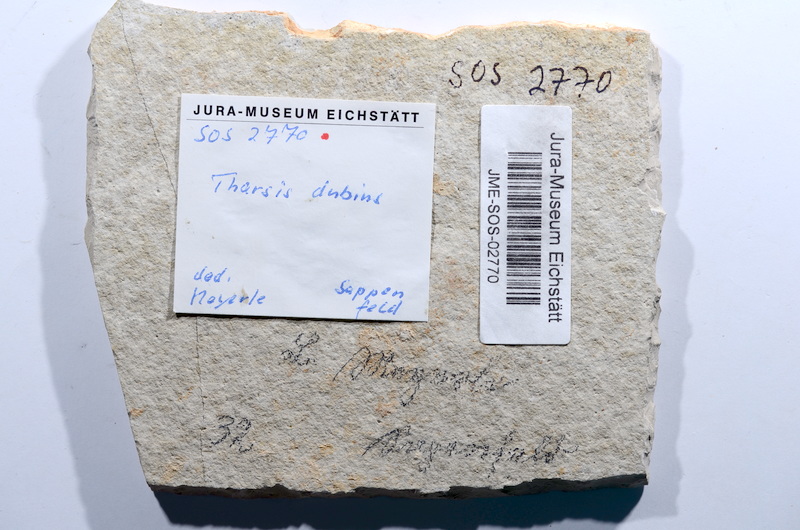 SOS 2770
JURA-MUSEUM EICHSTÄTT
SOS 2770
Tharsis dubius
ded.
Mayerle
Sappen
feld
Jura-Museum Eichstätt
JME-SOS-02770